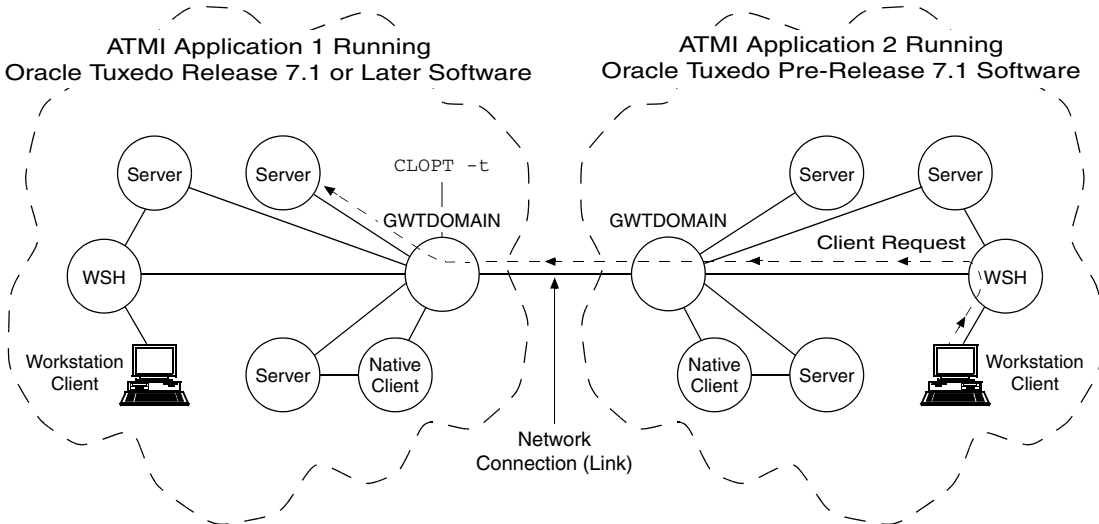 ATMI Application 1 Running
Oracle Tuxedo Release 7.1 or Later Software
ATMI Application 2 Running
Oracle Tuxedo Pre-Release 7.1 Software
Server
Server
CLOPT -t
GWTDOMAIN
WSH
Workstation
Client
Server
Native
Client
Network
Connection (Link)
GWTDOMAIN
Server
Server
Client Request
WSH
Native
Client
Server
Workstation
Client